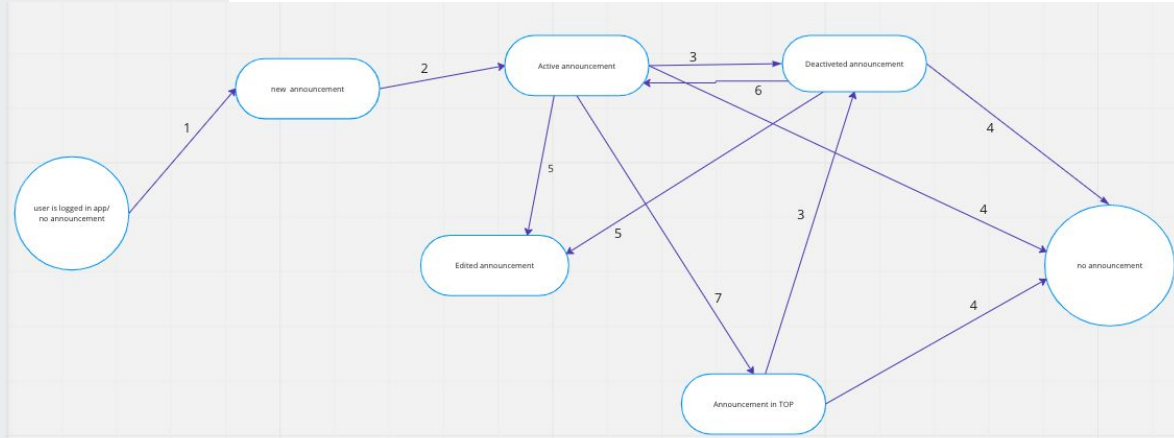 Active announcement
3
Deactiveted announcement
2
new announcement
6
1
4
5
user is logged in app/
no announcement
4
3
5
Edited announcement
no announcement
7
4
Announcement in TOP